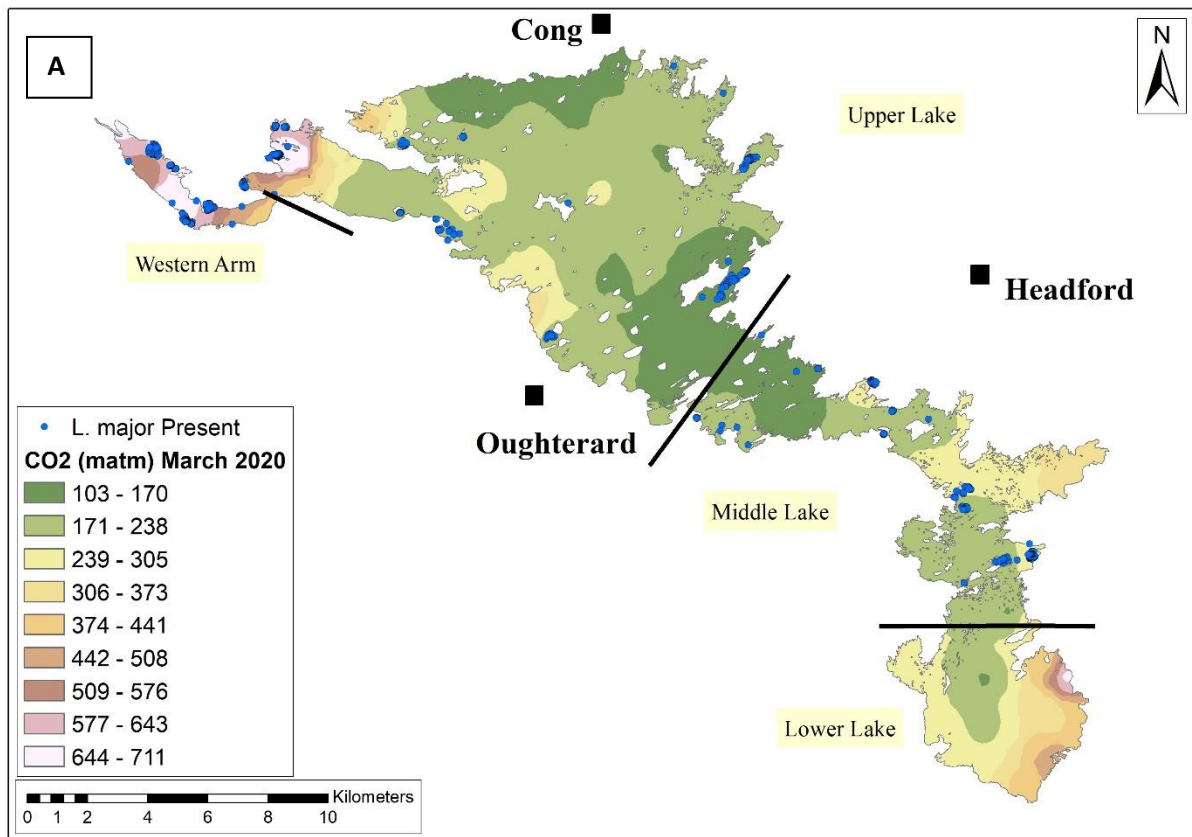 A
Cong
N
Upper Lake
Western Arm
Headford
Oughterard
Middle Lake
Lower Lake
L. major Present
CO2 (matm) March 2020
103 - 170
171 - 238
239 - 305
306 - 373
374 - 441
442 - 508
509 - 576
577 - 643
644 - 711
Kilometers
0 1 2 4 6 8 10